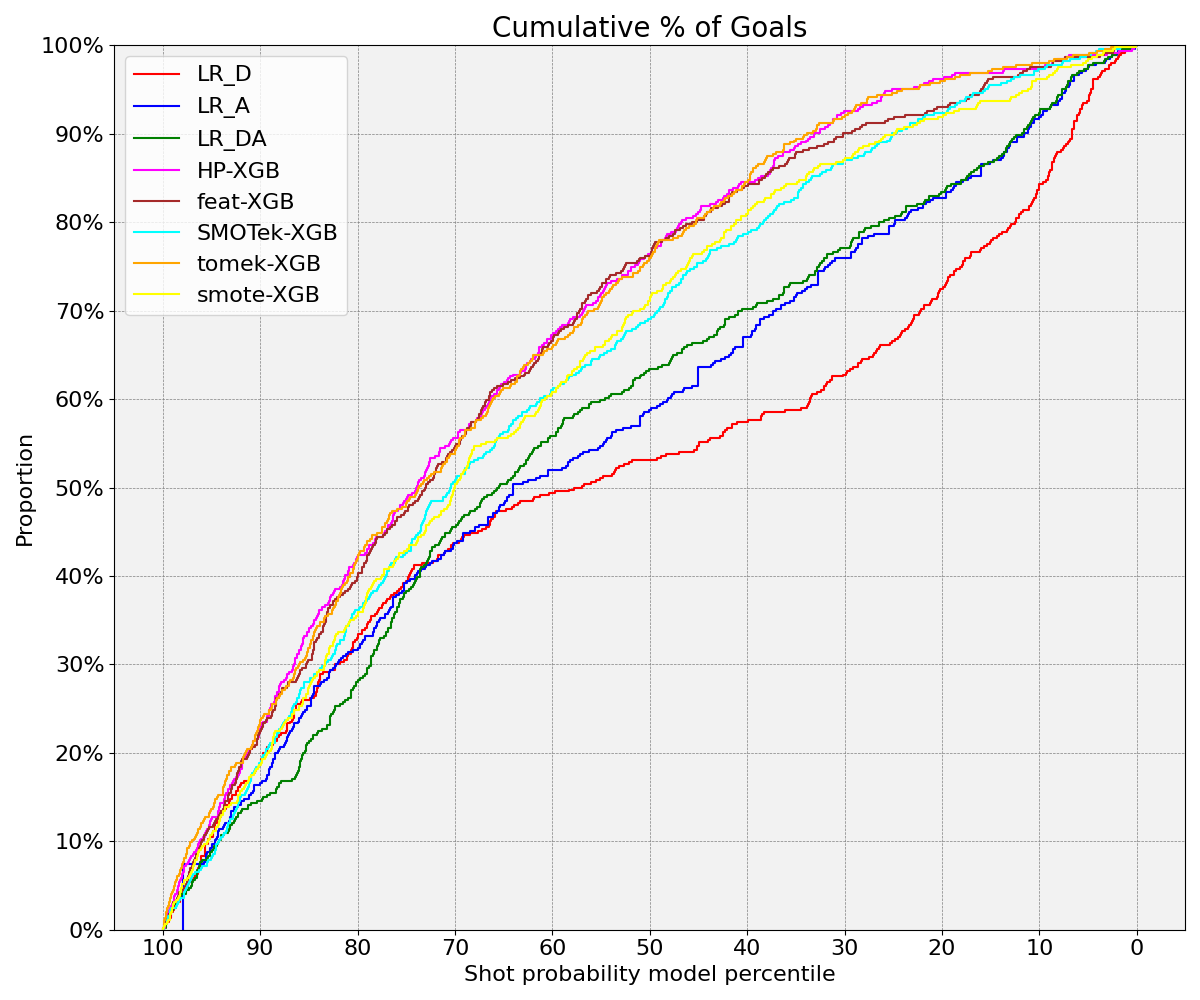 Cumulative % of Goals
100%
90%
80%
70%
60%
50%
40%
30%
20%
10%
0%
Proportion
LR_D
LR_A
LR_DA
HP-XGB
feat-XGB
SMOTek-XGB
tomek-XGB
smote-XGB
100 90 80 70 60 50 40 30 20 10 0
Shot probability model percentile